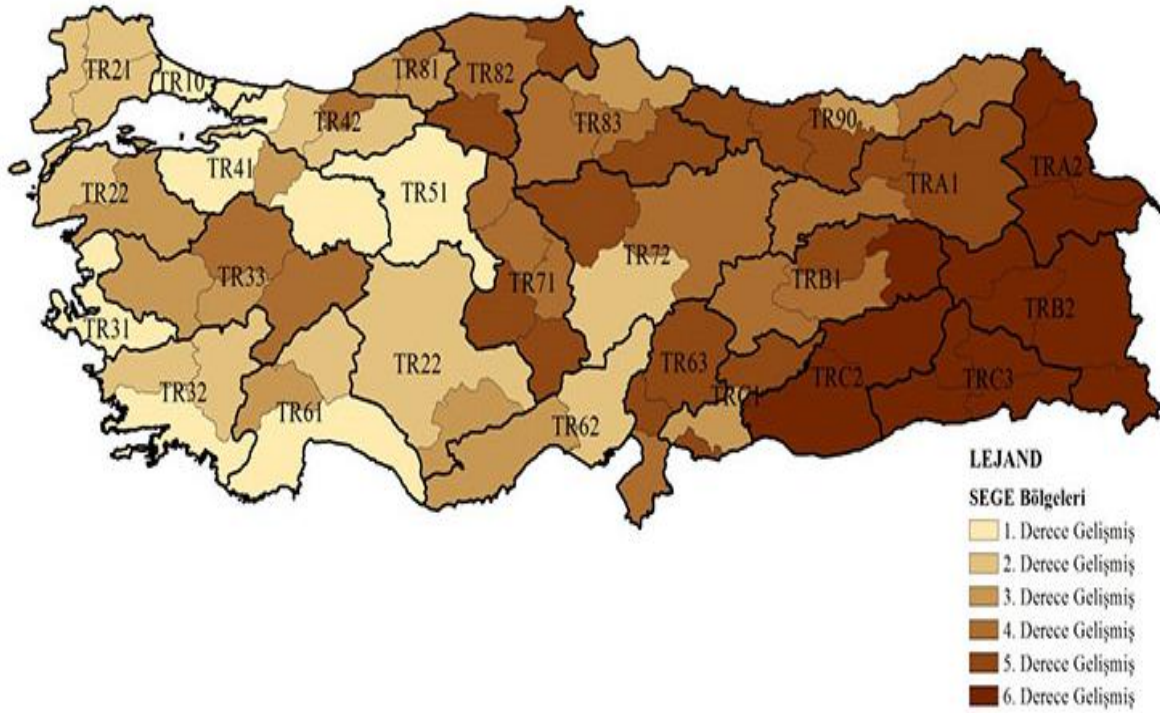 TR21
TR10
TR81
TR82
TR42
TR83
TR90
TR41
TR22
TR51
TRA1
TRA2
TR33
TR72
TR71
TRB1
TRB2
TR31
TR22
TR63
TRC1
TRC2
TRC3
TR32
TR61
TR62
LEJAND
SEGE Bölgeleri
1. Derece Gelişmiş
2. Derece Gelişmiş
3. Derece Gelişmiş
4. Derece Gelişmiş
5. Derece Gelişmiş
6. Derece Gelişmiş